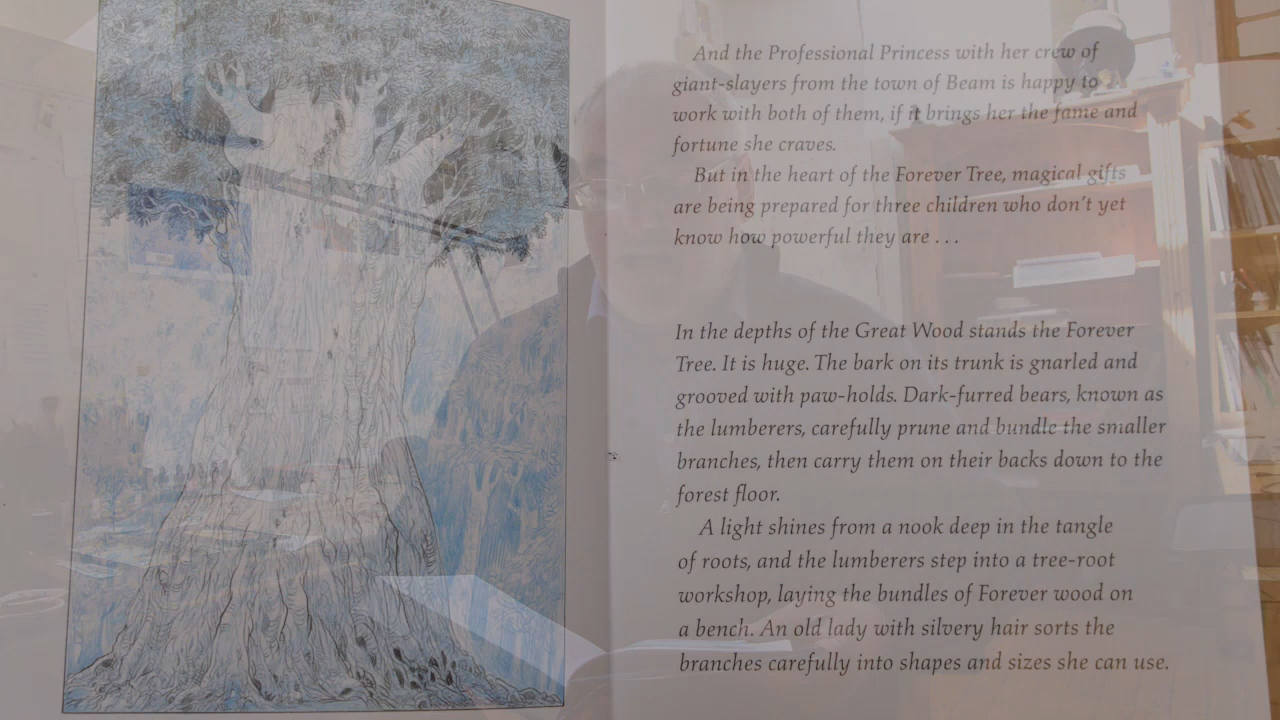 And the Professional Princess with her crew of
giant-slayers from the town of Beam is happy to
work with both of them, if it brings her the fame and
fortune she craves.
But in the heart of the Forever Tree, magical gifts
are being prepared for three children who don't yet
know how powerful they are . . .
In the depths of the Great Wood stands the Forever
Tree. It is huge. The bark on its trunk is gnarled and
grooved with paw-holds. Dark-furred bears, known as
the lumberers, carefully prune and bundle the smaller
branches, then carry them on their backs down to the
forest floor.
A light shines from a nook deep in the tangle
of roots, and the lumberers step into a tree-root
workshop, laying the bundles of Forever wood on
a bench. An old lady with silvery hair sorts the
branches carefully into shapes and sizes she can use.